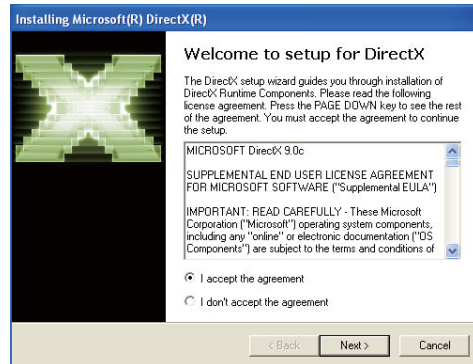 Installing Microsoft(R) DirectX(R)
Welcome to setup for DirectX
The DirectX setup wizard guides you through installation of
DirectX Runtime Components. Please read the following
license agreement. Press the PAGE DOWN key to see the rest
of the agreement. You must accept the agreement to continue
the setup.
MICROSOFT DirectX 9.0c
SUPPLEMENTAL END USER LICENSE AGREEMENT
FOR MICROSOFT SOFTWARE ("Supplemental EULA")
IMPORTANT: READ CAREFULLY - These Microsoft
Corporation ("Microsoft") operating system components,
including any "online" or electronic documentation ("OS
Components") are subject to the terms and conditions of
I accept the agreement
I don't accept the agreement
< Back
Next >
Cancel